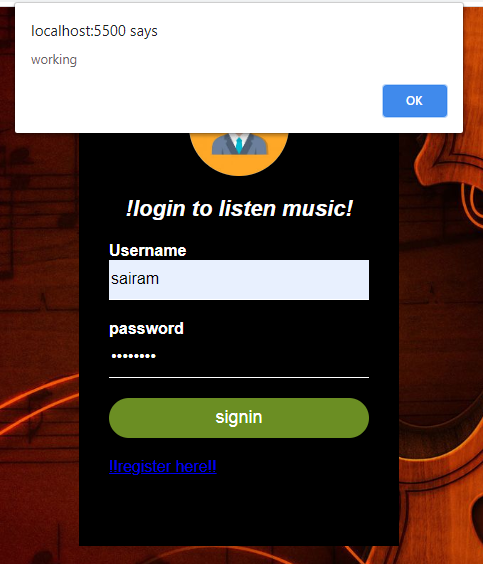 localhost:5500 says
working
OK
!login to listen music!
Username
sairam
password
••••••••
signin
!!register here!!